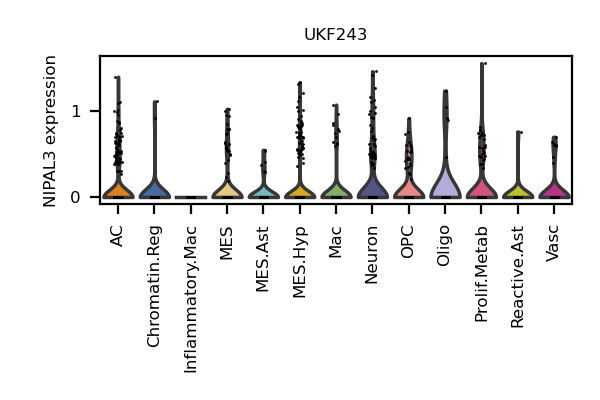 UKF243
NIPAL3 expression
1
0
AC
Chromatin.Reg
Inflammatory.Mac
MES
MES.Ast
MES.Hyp
Mac
Neuron
OPC
Oligo
Prolif.Metab
Reactive.Ast
Vasc